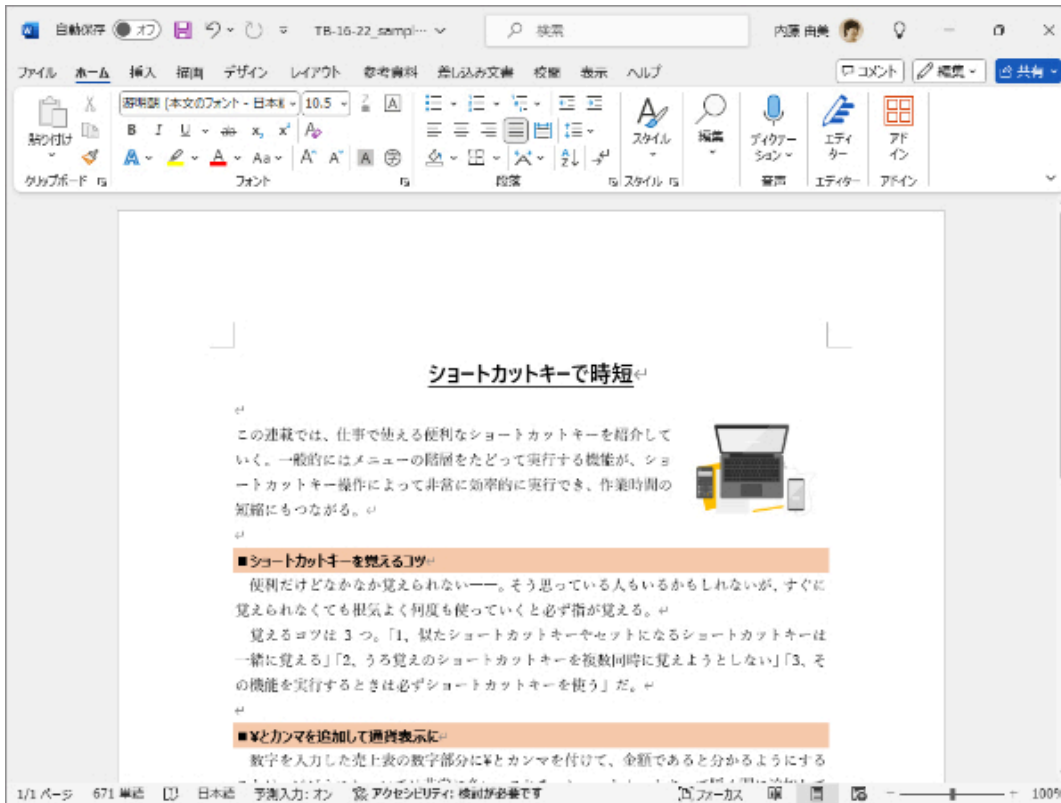 自動保存 オフ TB-16-22_sampl… 検索 内藤 由美
ファイル ホーム 挿入 描画 デザイン レイアウト 参考資料 差し込み文書 校閲 表示 ヘルプ コメント 編集 共有
貼り付け 游明朝 (本文のフォント - 日本 10.5 スタイル 編集 ディクテーション エディター アドイン
クリップボード フォント 段落 スタイル 音声 エディター アドイン
ショートカットキーで時短
この連載では、仕事で使える便利なショートカットキーを紹介して
いく。一般的にはメニューの階層をたどって実行する機能が、ショ
ートカットキー操作によって非常に効率的に実行でき、作業時間の
短縮にもつながる。
■ショートカットキーを覚えるコツ
便利だけどなかなか覚えられない――。そう思っている人もいるかもしれないが、すぐに
覚えられなくても根気よく何度も使っていくと必ず指が覚える。
覚えるコツは 3 つ。「1、似たショートカットキーやセットになるショートカットキーは
一緒に覚える」「2、うろ覚えのショートカットキーを複数同時に覚えようとしない」「3、そ
の機能を実行するときは必ずショートカットキーを使う」だ。
■¥とカンマを追加して通貨表示に
数字を入力した売上表の数字部分に¥とカンマを付けて、金額であると分かるようにする
1/1 ページ 671 単語 日本語 予測入力: オン アクセシビリティ: 検討が必要です フォーカス 100%